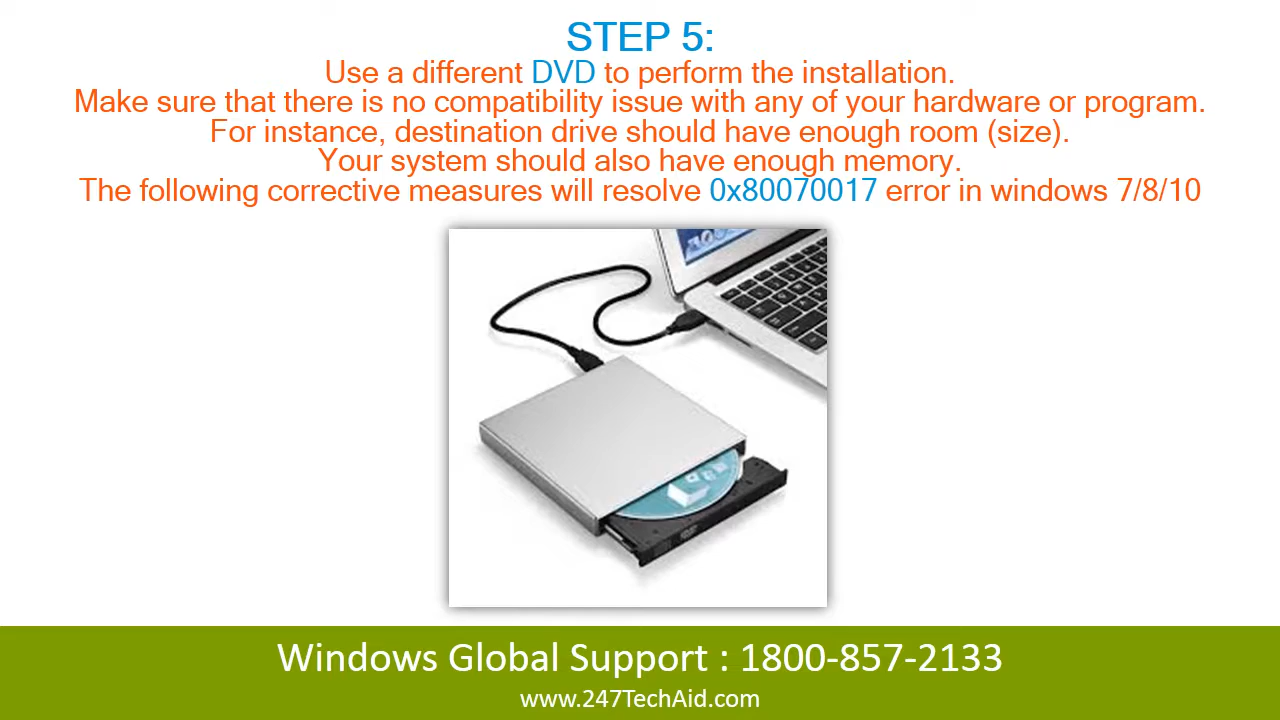 STEP 5:
Use a different DVD to perform the installation.
Make sure that there is no compatibility issue with any of your hardware or program.
For instance, destination drive should have enough room (size).
Your system should also have enough memory.
The following corrective measures will resolve 0x80070017 error in windows 7/8/10
Windows Global Support : 1800-857-2133
www.247TechAid.com